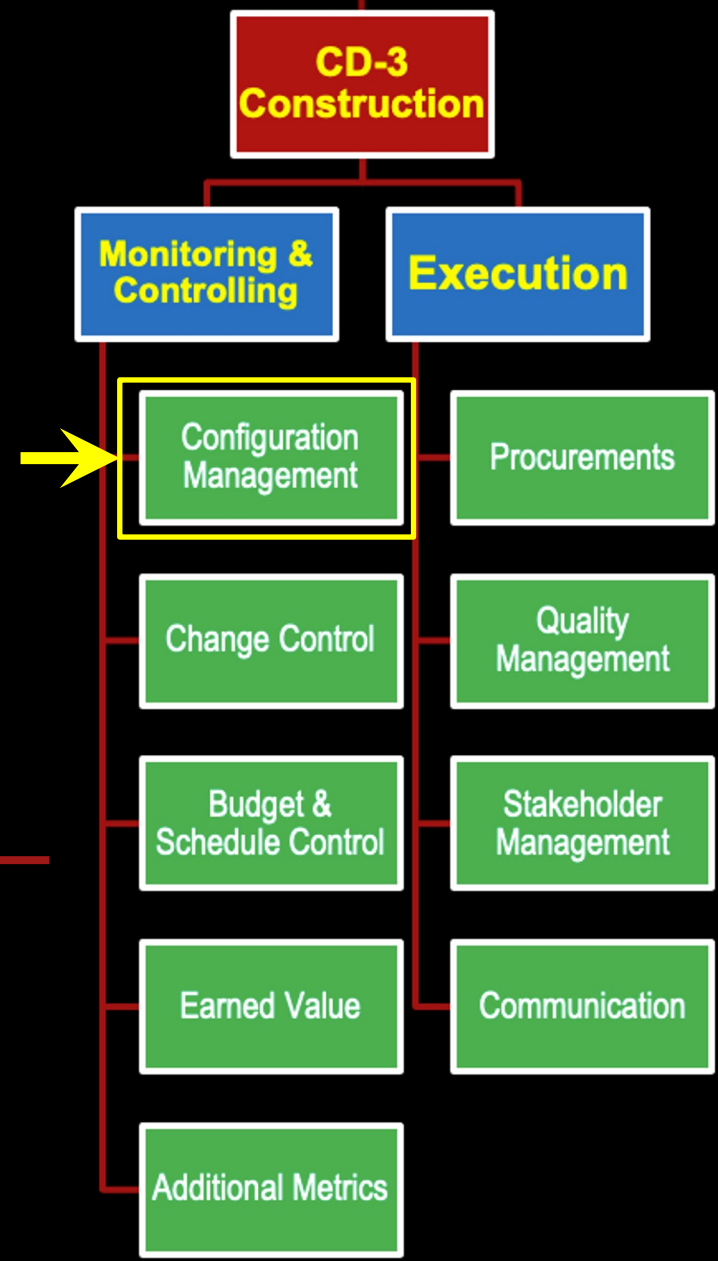 CD-3
Construction
Monitoring &
Controlling
Execution
Configuration
Management
Procurements
Change Control
Quality
Management
Budget &
Schedule Control
Stakeholder
Management
Earned Value
Communication
Additional Metrics